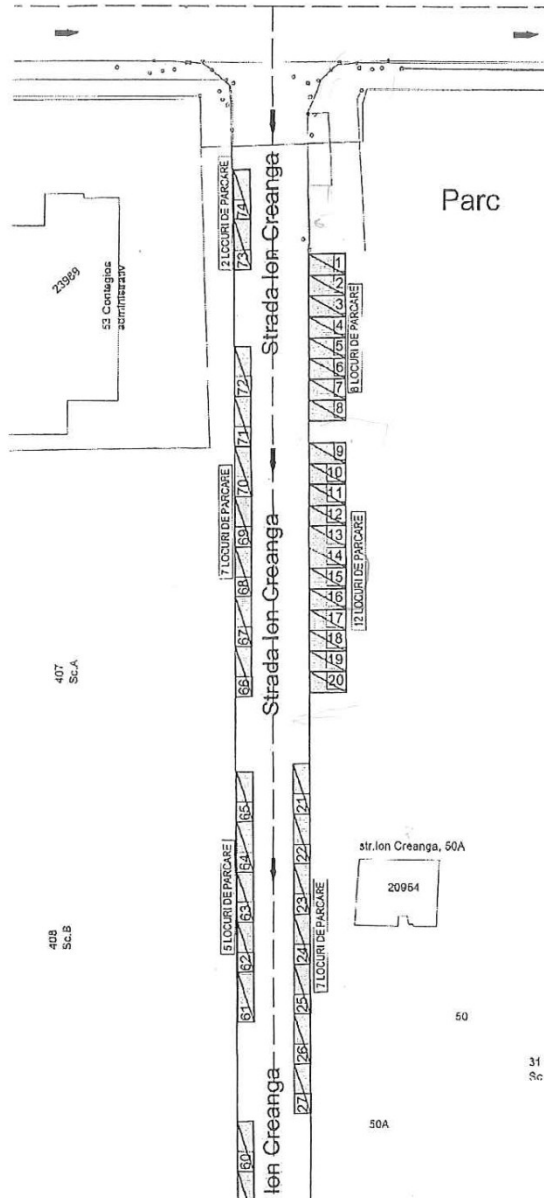 Parc
Strada Ion Creanga
2 LOCURI DE PARCARE
74
73
23989
53 Contagios
administrativ
1
2
3
4
5
6
7
8
8 LOCURI DE PARCARE
72
71
70
69
68
67
66
7 LOCURI DE PARCARE
Strada Ion Creanga
9
10
11
12
13
14
15
16
17
18
19
20
12 LOCURI DE PARCARE
407
Sc.A
65
64
63
62
61
5 LOCURI DE PARCARE
21
22
23
24
25
26
27
7 LOCURI DE PARCARE
str.Ion Creanga, 50A
20964
408
Sc.B
50
31
Sc
50A
60
Ion Creanga